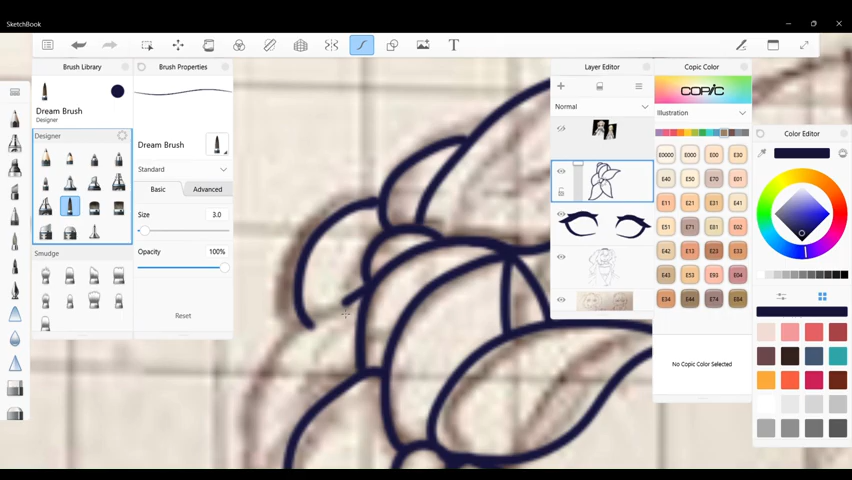 SketchBook
T
Brush Library
Brush Properties
Layer Editor
Copic Color
Dream Brush
Designer
COPIC
Normal
Illustration
Designer
Dream Brush
Color Editor
E0000 E000 E00 E30
Standard
E40 E50 E70 E01
Basic Advanced
E11 E21 E31 E41
Size 3.0
E51 E71 E81 E02
Smudge
E42 E12 E23 E33
Opacity 100%
E43 E53 E93 E04
E34 E44 E74 E84
Reset
No Copic Color Selected